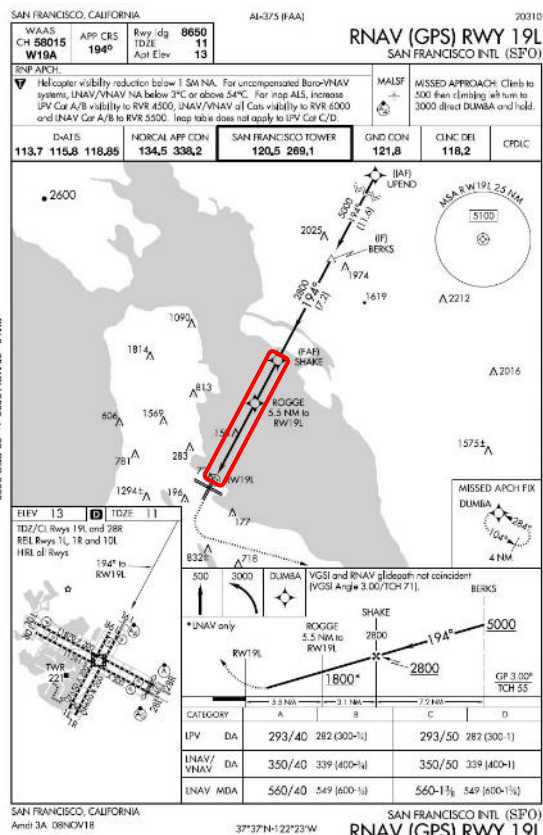 SAN FRANCISCO, CALIFORNIA AL-375 (FAA) 20310
WAAS
CH 58015
W19A
APP CRS
194°
Rwy ldg 8650
TDZE 11
Apt Elev 13
RNAV (GPS) RWY 19L
SAN FRANCISCO INTL (SFO)
RNP APCH.
Helicopter visibility reduction below 1 SM NA. For uncompensated Baro-VNAV
systems, LNAV/VNAV NA below 3°C or above 54°C. For inop ALS, increase
LPV Cat A/B visibility to RVR 4500, LNAV/VNAV all Cats visibility to RVR 6000
and LNAV Cat A/B to RVR 5500. Inop table does not apply to LPV Cat C/D.
MALSF
MISSED APPROACH: Climb to
500 then climbing left turn to
3000 direct DUMBA and hold.
D-ATIS
113.7 115.8 118.85
NORCAL APP CON
134.5 338.2
SAN FRANCISCO TOWER
120.5 269.1
GND CON
121.8
CLNC DEL
118.2
CPDLC
2600
(IAF)
UPEND
MSA RW19L 25 NM
5100
5000
194°
(11.6)
2025
(IF)
BERKS
1974
2800
194°
(7.2)
1619
2212
1090
1814
(FAF)
SHAKE
2016
813
ROGGE
5.5 NM to
RW19L
606
1569
1575±
781
283
RW19L
1294±
196
177
MISSED APCH FIX
DUMBA
284°
104°
4 NM
832±
718
ELEV 13 D TDZE 11
TDZ/CL Rwys 19L and 28R
REIL Rwys 1L, 1R and 10L
HIRL all Rwys
194° to
RW19L
TWR
221
500
3000
DUMBA
VGSI and RNAV glidepath not coincident
(VGSI Angle 3.00/TCH 71).
BERKS
*LNAV only
ROGGE
5.5 NM to
RW19L
SHAKE
2800
194°
5000
RW19L
1800*
2800
GP 3.00°
TCH 55
5.5 NM 3.1 NM 7.2 NM
CATEGORY A B C D
LPV DA 293/40 282 (300-¾) 293/50 282 (300-1)
LNAV/
VNAV DA 350/40 339 (400-¾) 350/50 339 (400-1)
LNAV MDA 560/40 549 (600-¾) 560-1⅜ 549 (600-1⅜)
SAN FRANCISCO, CALIFORNIA
Amdt 3A 08NOV18
37°37'N-122°23'W
SAN FRANCISCO INTL (SFO)
RNAV (GPS) RWY 19L